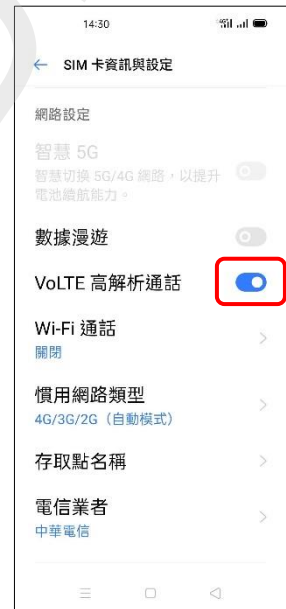 14:30
← SIM 卡資訊與設定
網路設定
智慧 5G
智慧切換 5G/4G 網路，以提升
電池續航能力。
數據漫遊
VoLTE 高解析通話
Wi-Fi 通話
關閉
慣用網路類型
4G/3G/2G（自動模式）
存取點名稱
電信業者
中華電信